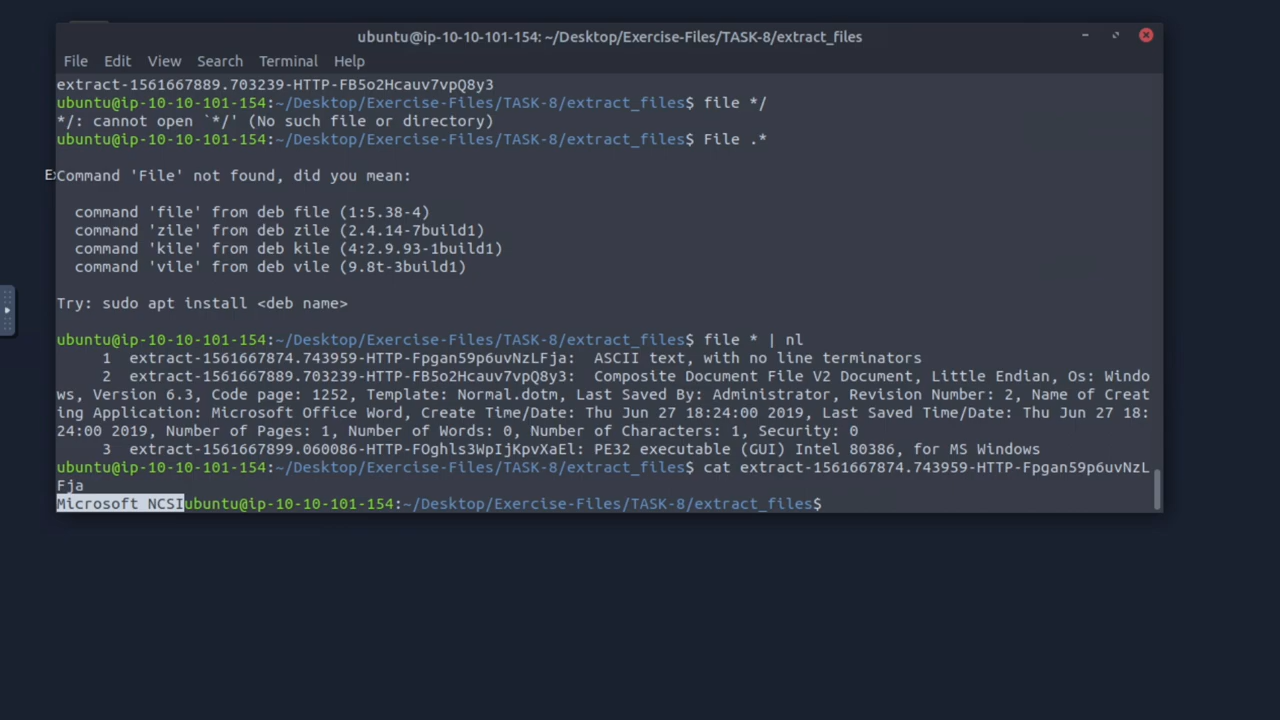 ubuntu@ip-10-10-101-154: ~/Desktop/Exercise-Files/TASK-8/extract_files
File Edit View Search Terminal Help
extract-1561667889.703239-HTTP-FB5o2Hcauv7vpQ8y3
ubuntu@ip-10-10-101-154:~/Desktop/Exercise-Files/TASK-8/extract_files$ file */
*/: cannot open `*/' (No such file or directory)
ubuntu@ip-10-10-101-154:~/Desktop/Exercise-Files/TASK-8/extract_files$ File .*
Command 'File' not found, did you mean:
command 'file' from deb file (1:5.38-4)
command 'zile' from deb zile (2.4.14-7build1)
command 'kile' from deb kile (4:2.9.93-1build1)
command 'vile' from deb vile (9.8t-3build1)
Try: sudo apt install <deb name>
ubuntu@ip-10-10-101-154:~/Desktop/Exercise-Files/TASK-8/extract_files$ file * | nl
1 extract-1561667874.743959-HTTP-Fpgan59p6uvNzLFja: ASCII text, with no line terminators
2 extract-1561667889.703239-HTTP-FB5o2Hcauv7vpQ8y3: Composite Document File V2 Document, Little Endian, Os: Windo
ws, Version 6.3, Code page: 1252, Template: Normal.dotm, Last Saved By: Administrator, Revision Number: 2, Name of Creat
ing Application: Microsoft Office Word, Create Time/Date: Thu Jun 27 18:24:00 2019, Last Saved Time/Date: Thu Jun 27 18:
24:00 2019, Number of Pages: 1, Number of Words: 0, Number of Characters: 1, Security: 0
3 extract-1561667899.060086-HTTP-FOghls3WpIjKpvXaEl: PE32 executable (GUI) Intel 80386, for MS Windows
ubuntu@ip-10-10-101-154:~/Desktop/Exercise-Files/TASK-8/extract_files$ cat extract-1561667874.743959-HTTP-Fpgan59p6uvNzL
Fja
Microsoft NCSIubuntu@ip-10-10-101-154:~/Desktop/Exercise-Files/TASK-8/extract_files$